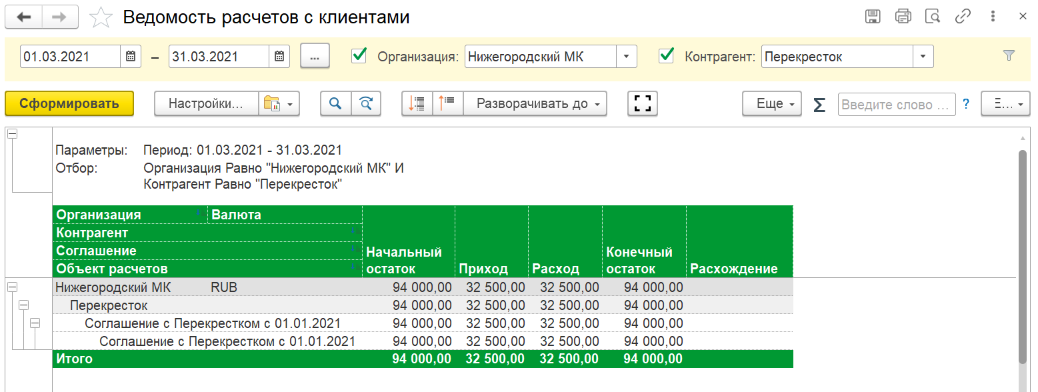 Ведомость расчетов с клиентами
01.03.2021 – 31.03.2021 ... Организация: Нижегородский МК Контрагент: Перекресток
Сформировать Настройки... Разворачивать до Еще Σ Введите слово ... ? Е...
Параметры: Период: 01.03.2021 - 31.03.2021
Отбор: Организация Равно "Нижегородский МК" И
Контрагент Равно "Перекресток"
Организация Валюта
Контрагент
Соглашение
Объект расчетов Начальный остаток Приход Расход Конечный остаток Расхождение
Нижегородский МК RUB 94 000,00 32 500,00 32 500,00 94 000,00
Перекресток 94 000,00 32 500,00 32 500,00 94 000,00
Соглашение с Перекрестком с 01.01.2021 94 000,00 32 500,00 32 500,00 94 000,00
Соглашение с Перекрестком с 01.01.2021 94 000,00 32 500,00 32 500,00 94 000,00
Итого 94 000,00 32 500,00 32 500,00 94 000,00